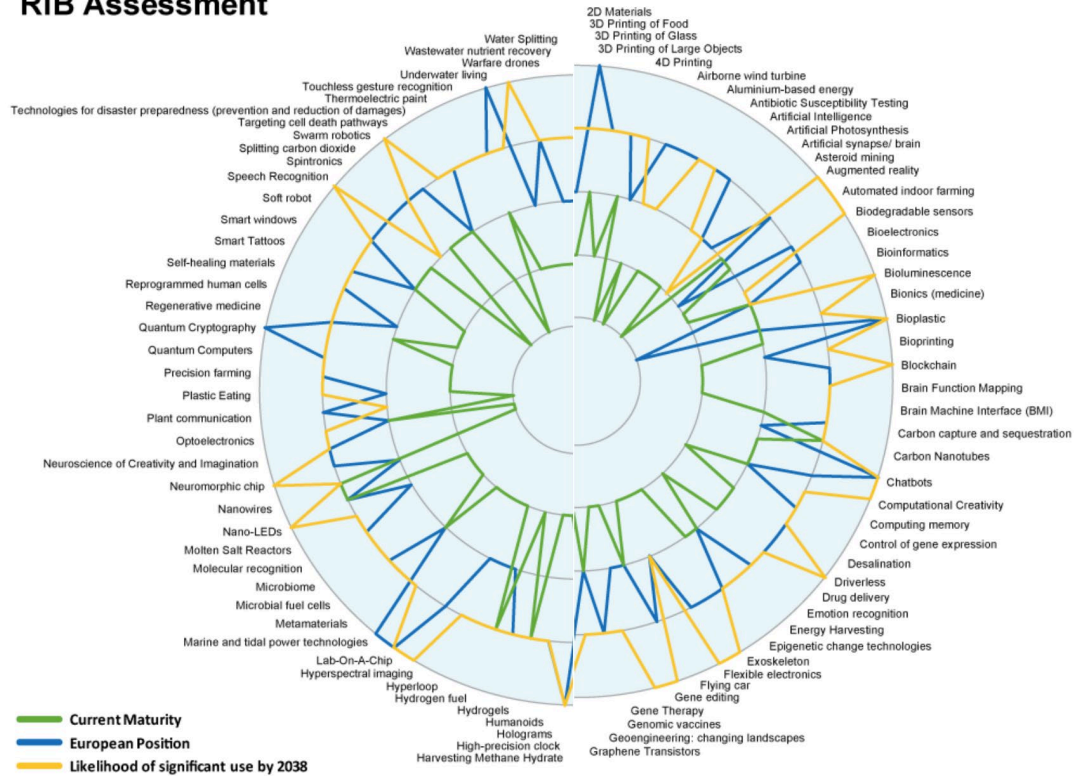 RIB Assessment
2D Materials
3D Printing of Food
3D Printing of Glass
3D Printing of Large Objects
4D Printing
Airborne wind turbine
Aluminium-based energy
Antibiotic Susceptibility Testing
Artificial Intelligence
Artificial Photosynthesis
Artificial synapse/ brain
Asteroid mining
Augmented reality
Automated indoor farming
Biodegradable sensors
Bioelectronics
Bioinformatics
Bioluminescence
Bionics (medicine)
Bioplastic
Bioprinting
Blockchain
Brain Function Mapping
Brain Machine Interface (BMI)
Carbon capture and sequestration
Carbon Nanotubes
Chatbots
Computational Creativity
Computing memory
Control of gene expression
Desalination
Driverless
Drug delivery
Emotion recognition
Energy Harvesting
Epigenetic change technologies
Exoskeleton
Flexible electronics
Flying car
Gene editing
Gene Therapy
Genomic vaccines
Geoengineering: changing landscapes
Graphene Transistors
Water Splitting
Wastewater nutrient recovery
Warfare drones
Underwater living
Touchless gesture recognition
Thermoelectric paint
Technologies for disaster preparedness (prevention and reduction of damages)
Targeting cell death pathways
Swarm robotics
Splitting carbon dioxide
Spintronics
Speech Recognition
Soft robot
Smart windows
Smart Tattoos
Self-healing materials
Reprogrammed human cells
Regenerative medicine
Quantum Cryptography
Quantum Computers
Precision farming
Plastic Eating
Plant communication
Optoelectronics
Neuroscience of Creativity and Imagination
Neuromorphic chip
Nanowires
Nano-LEDs
Molten Salt Reactors
Molecular recognition
Microbiome
Microbial fuel cells
Metamaterials
Marine and tidal power technologies
Lab-On-A-Chip
Hyperspectral imaging
Hyperloop
Hydrogen fuel
Hydrogels
Humanoids
Holograms
High-precision clock
Harvesting Methane Hydrate
Current Maturity
European Position
Likelihood of significant use by 2038